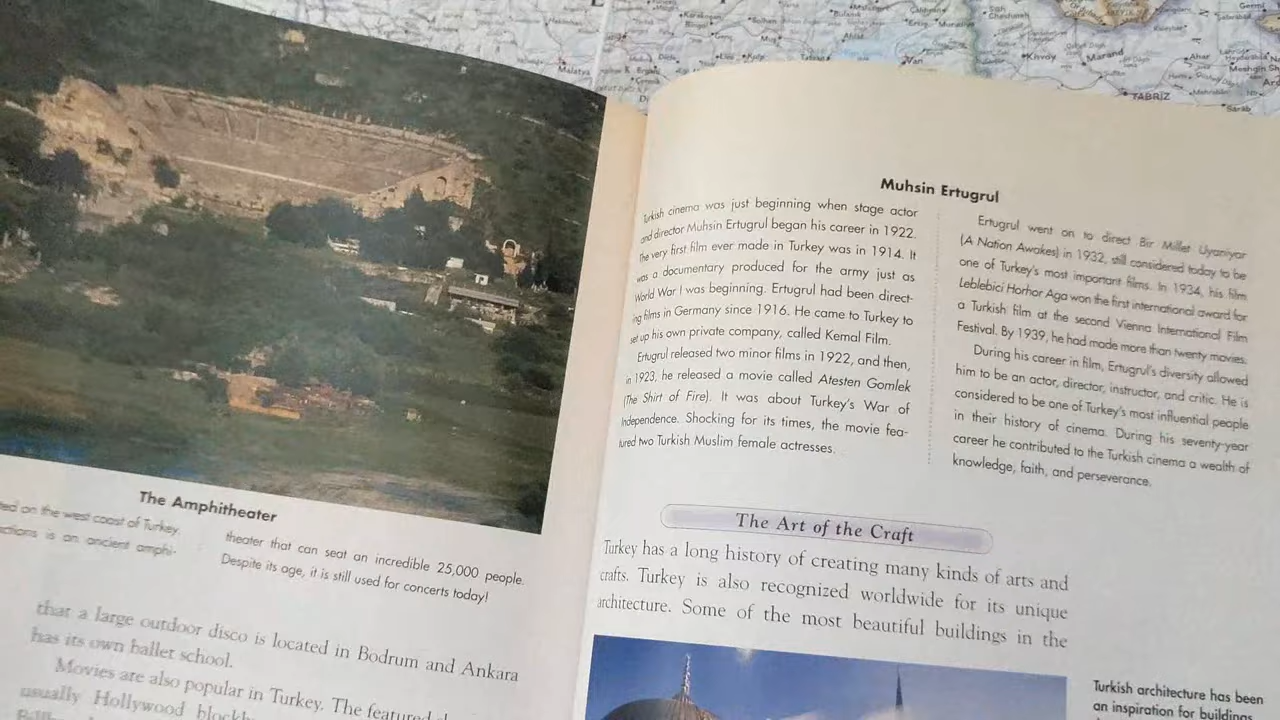 The Amphitheater
ted on the west coast of Turkey.
actions is an ancient amphi-
theater that can seat an incredible 25,000 people.
Despite its age, it is still used for concerts today!
that a large outdoor disco is located in Bodrum and Ankara
has its own ballet school.
Movies are also popular in Turkey. The featured
usually Hollywood
Muhsin Ertugrul
Turkish cinema was just beginning when stage actor
and director Muhsin Ertugrul began his career in 1922.
The very first film ever made in Turkey was in 1914. It
was a documentary produced for the army just as
World War I was beginning. Ertugrul had been direct-
ing films in Germany since 1916. He came to Turkey to
set up his own private company, called Kemal Film.
Ertugrul released two minor films in 1922, and then,
in 1923, he released a movie called Atesten Gomlek
(The Shirt of Fire). It was about Turkey's War of
Independence. Shocking for its times, the movie fea-
tured two Turkish Muslim female actresses.
Ertugrul went on to direct Bir Millet Uyaniyor
(A Nation Awakes) in 1932, still considered today to be
one of Turkey's most important films. In 1934, his film
Leblebici Horhor Aga won the first international award for
a Turkish film at the second Vienna International Film
Festival. By 1939, he had made more than twenty movies.
During his career in film, Ertugrul's diversity allowed
him to be an actor, director, instructor, and critic. He is
considered to be one of Turkey's most influential people
in their history of cinema. During his seventy-year
career he contributed to the Turkish cinema a wealth of
knowledge, faith, and perseverance.
The Art of the Craft
Turkey has a long history of creating many kinds of arts and
crafts. Turkey is also recognized worldwide for its unique
architecture. Some of the most beautiful buildings in the
Turkish architecture has been
an inspiration for buildings
Van
Khvoy
Marand
Ahar
TABRIZ
Sarab